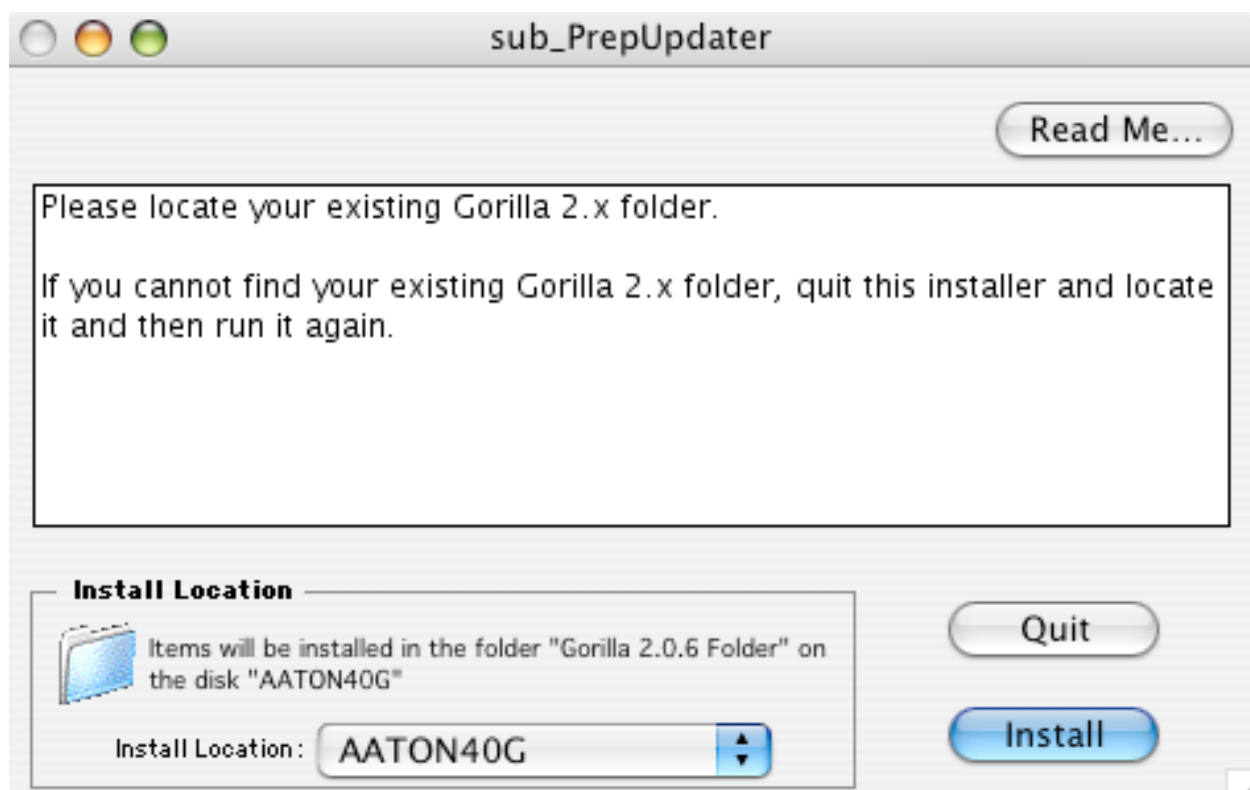 sub_PrepUpdater
Read Me...
Please locate your existing Gorilla 2.x folder.
If you cannot find your existing Gorilla 2.x folder, quit this installer and locate
it and then run it again.
Install Location
Items will be installed in the folder "Gorilla 2.0.6 Folder" on
the disk "AATON40G"
Install Location: AATON40G
Quit
Install